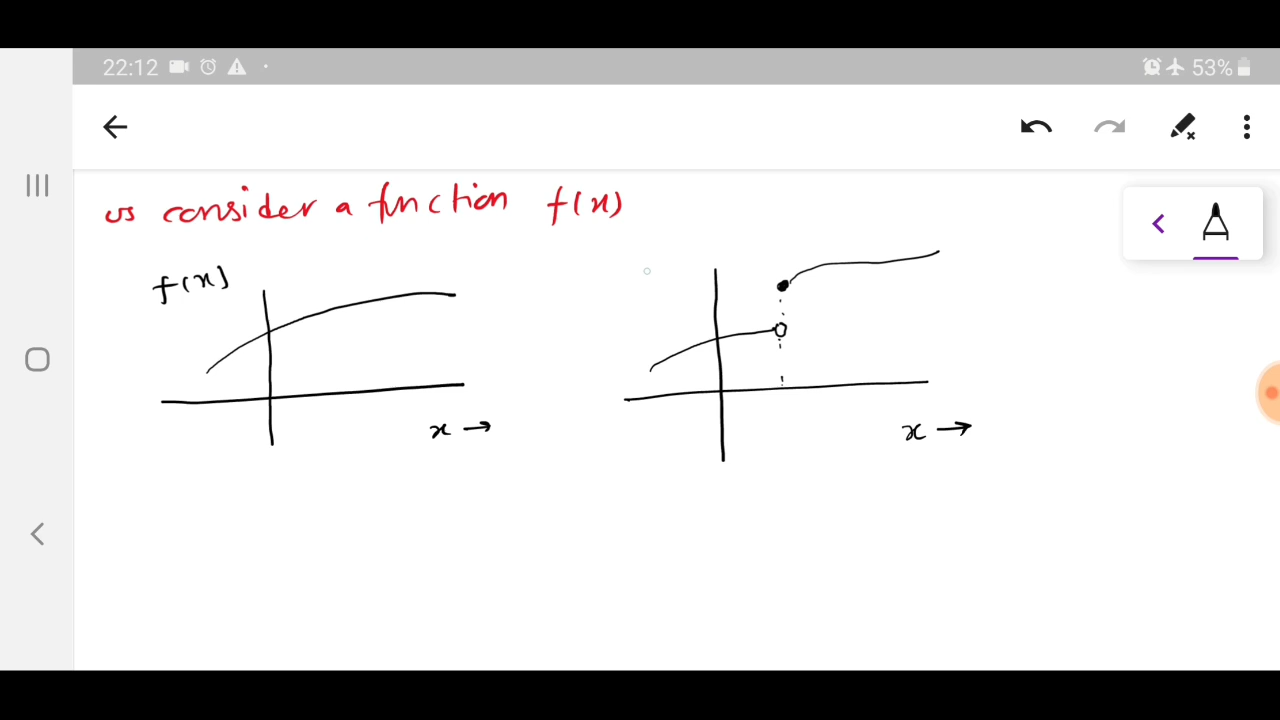 22:12
53%
us consider a function f(x)
f(x)
x →
x →